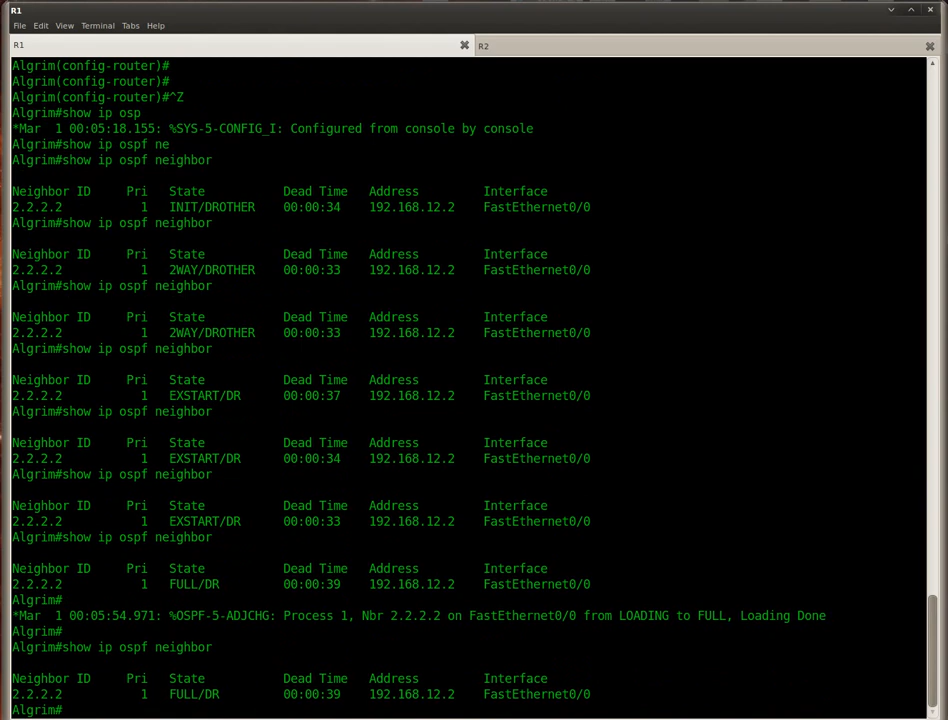 R1
File Edit View Terminal Tabs Help
R1 R2
Algrim(config-router)#
Algrim(config-router)#
Algrim(config-router)#^Z
Algrim#show ip osp
*Mar  1 00:05:18.155: %SYS-5-CONFIG_I: Configured from console by console
Algrim#show ip ospf ne
Algrim#show ip ospf neighbor
Neighbor ID     Pri   State           Dead Time   Address         Interface
2.2.2.2           1   INIT/DROTHER    00:00:34    192.168.12.2    FastEthernet0/0
Algrim#show ip ospf neighbor
Neighbor ID     Pri   State           Dead Time   Address         Interface
2.2.2.2           1   2WAY/DROTHER    00:00:33    192.168.12.2    FastEthernet0/0
Algrim#show ip ospf neighbor
Neighbor ID     Pri   State           Dead Time   Address         Interface
2.2.2.2           1   2WAY/DROTHER    00:00:33    192.168.12.2    FastEthernet0/0
Algrim#show ip ospf neighbor
Neighbor ID     Pri   State           Dead Time   Address         Interface
2.2.2.2           1   EXSTART/DR      00:00:37    192.168.12.2    FastEthernet0/0
Algrim#show ip ospf neighbor
Neighbor ID     Pri   State           Dead Time   Address         Interface
2.2.2.2           1   EXSTART/DR      00:00:34    192.168.12.2    FastEthernet0/0
Algrim#show ip ospf neighbor
Neighbor ID     Pri   State           Dead Time   Address         Interface
2.2.2.2           1   EXSTART/DR      00:00:33    192.168.12.2    FastEthernet0/0
Algrim#show ip ospf neighbor
Neighbor ID     Pri   State           Dead Time   Address         Interface
2.2.2.2           1   FULL/DR         00:00:39    192.168.12.2    FastEthernet0/0
Algrim#
*Mar  1 00:05:54.971: %OSPF-5-ADJCHG: Process 1, Nbr 2.2.2.2 on FastEthernet0/0 from LOADING to FULL, Loading Done
Algrim#
Algrim#show ip ospf neighbor
Neighbor ID     Pri   State           Dead Time   Address         Interface
2.2.2.2           1   FULL/DR         00:00:39    192.168.12.2    FastEthernet0/0
Algrim#